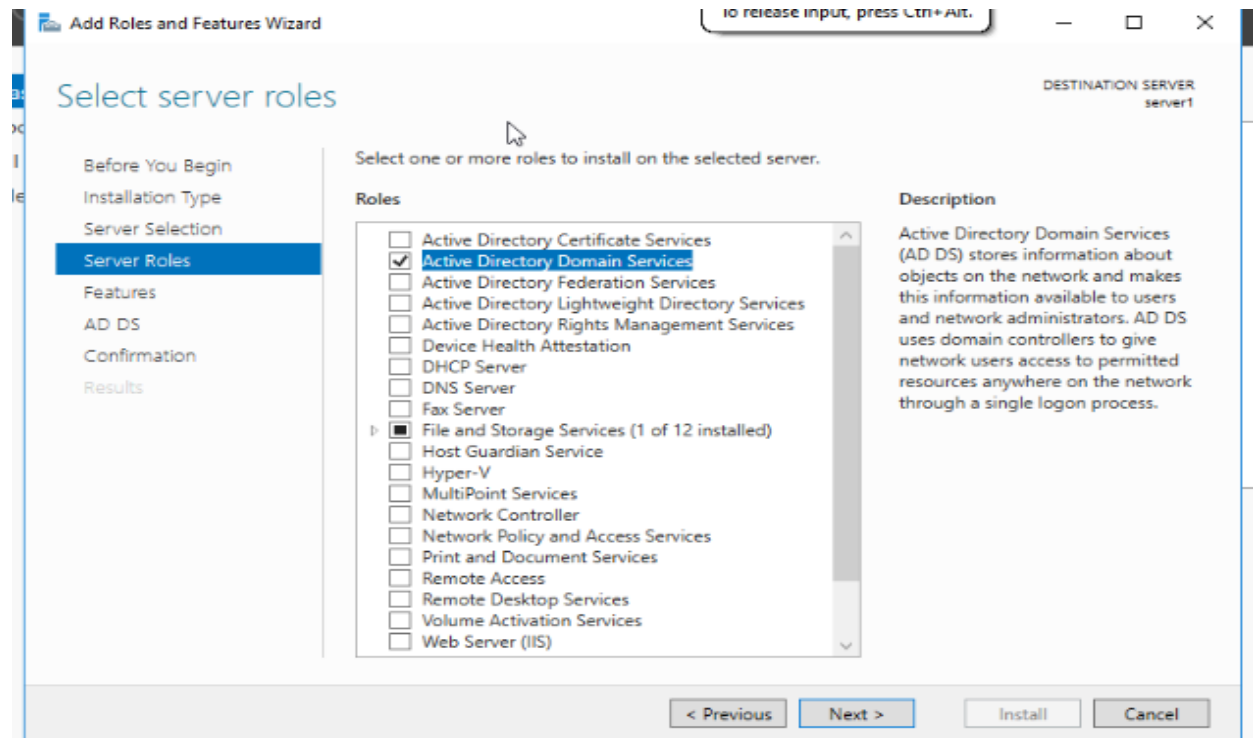 Add Roles and Features Wizard
To release input, press Ctrl+Alt.
Select server roles
DESTINATION SERVER
server1
Before You Begin
Installation Type
Server Selection
Server Roles
Features
AD DS
Confirmation
Results
Select one or more roles to install on the selected server.
Roles
Active Directory Certificate Services
Active Directory Domain Services
Active Directory Federation Services
Active Directory Lightweight Directory Services
Active Directory Rights Management Services
Device Health Attestation
DHCP Server
DNS Server
Fax Server
File and Storage Services (1 of 12 installed)
Host Guardian Service
Hyper-V
MultiPoint Services
Network Controller
Network Policy and Access Services
Print and Document Services
Remote Access
Remote Desktop Services
Volume Activation Services
Web Server (IIS)
Description
Active Directory Domain Services
(AD DS) stores information about
objects on the network and makes
this information available to users
and network administrators. AD DS
uses domain controllers to give
network users access to permitted
resources anywhere on the network
through a single logon process.
< Previous
Next >
Install
Cancel